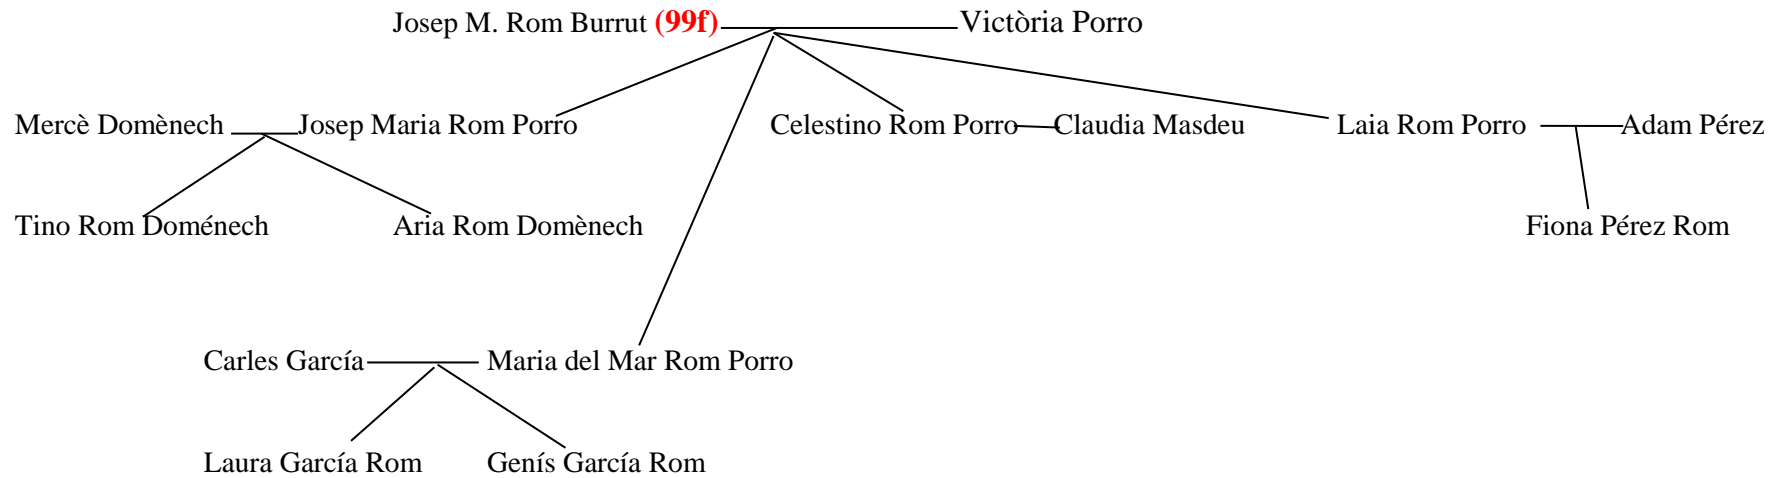 Josep M. Rom Burrut (99f) Victòria Porro
Mercè Domènech Josep Maria Rom Porro Celestino Rom Porro Claudia Masdeu Laia Rom Porro Adam Pérez
Tino Rom Doménech Aria Rom Domènech Fiona Pérez Rom
Carles García Maria del Mar Rom Porro
Laura García Rom Genís García Rom